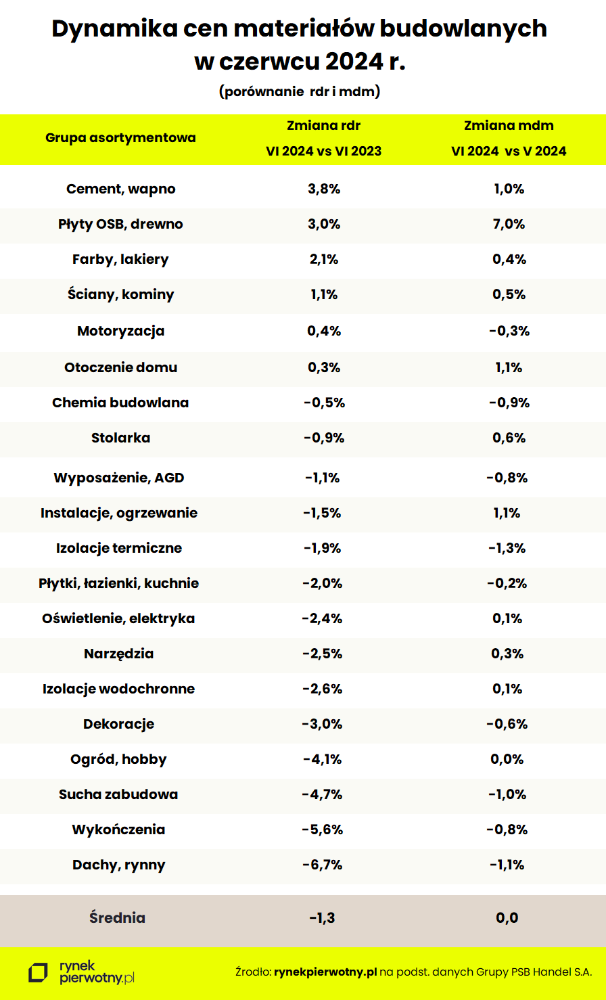 Dynamika cen materiałów budowlanych
w czerwcu 2024 r.
(porównanie rdr i mdm)
Grupa asortymentowa Zmiana rdr VI 2024 vs VI 2023 Zmiana mdm VI 2024 vs V 2024
Cement, wapno 3,8% 1,0%
Płyty OSB, drewno 3,0% 7,0%
Farby, lakiery 2,1% 0,4%
Ściany, kominy 1,1% 0,5%
Motoryzacja 0,4% -0,3%
Otoczenie domu 0,3% 1,1%
Chemia budowlana -0,5% -0,9%
Stolarka -0,9% 0,6%
Wyposażenie, AGD -1,1% -0,8%
Instalacje, ogrzewanie -1,5% 1,1%
Izolacje termiczne -1,9% -1,3%
Płytki, łazienki, kuchnie -2,0% -0,2%
Oświetlenie, elektryka -2,4% 0,1%
Narzędzia -2,5% 0,3%
Izolacje wodochronne -2,6% 0,1%
Dekoracje -3,0% -0,6%
Ogród, hobby -4,1% 0,0%
Sucha zabudowa -4,7% -1,0%
Wykończenia -5,6% -0,8%
Dachy, rynny -6,7% -1,1%
Średnia -1,3 0,0
rynek
pierwotny.pl
Źrodło: rynekpierwotny.pl na podst. danych Grupy PSB Handel S.A.